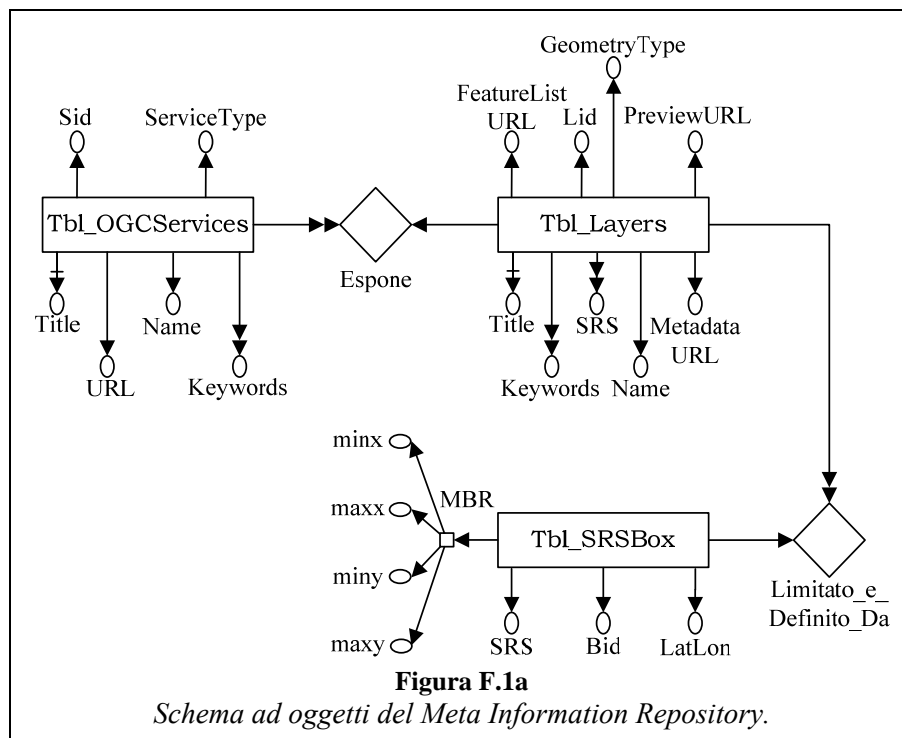 GeometryType
FeatureList
URL
Lid
PreviewURL
Sid
ServiceType
Tbl_OGCServices
Tbl_Layers
Espone
Title
Name
URL
Keywords
Title
SRS
Metadata
URL
Keywords
Name
minx
maxx
MBR
miny
maxy
Tbl_SRSBox
SRS
Bid
LatLon
Limitato_e_
Definito_Da
Figura F.1a
Schema ad oggetti del Meta Information Repository.